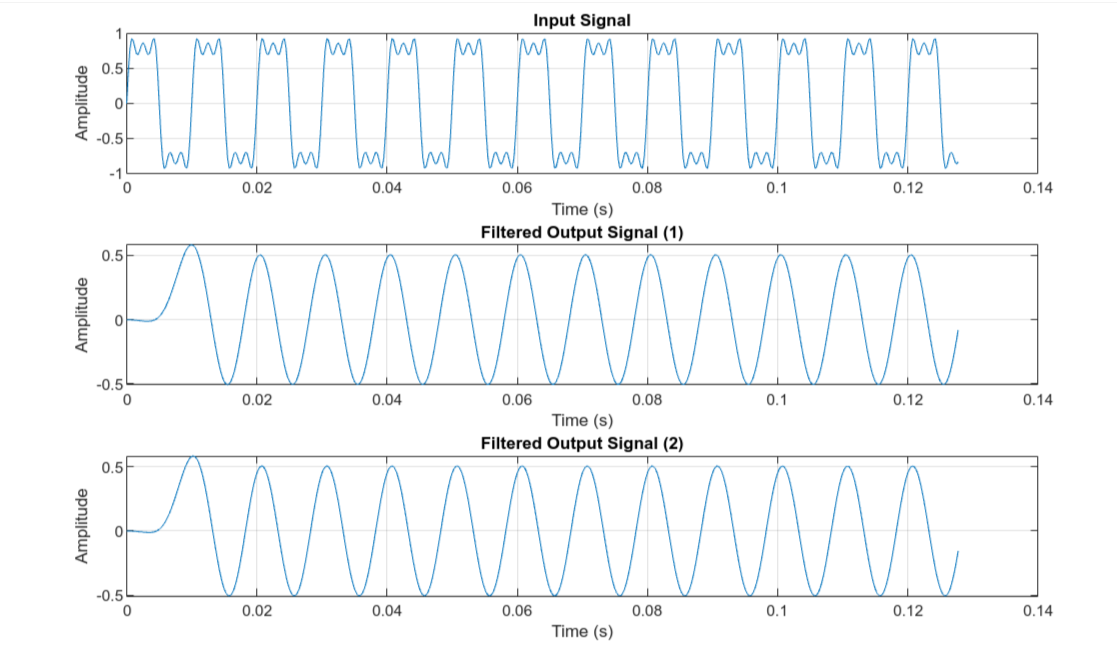 Input Signal
1
0.5
0
-0.5
-1
Amplitude
0 0.02 0.04 0.06 0.08 0.1 0.12 0.14
Time (s)
Filtered Output Signal (1)
0.5
0
-0.5
Amplitude
0 0.02 0.04 0.06 0.08 0.1 0.12 0.14
Time (s)
Filtered Output Signal (2)
0.5
0
-0.5
Amplitude
0 0.02 0.04 0.06 0.08 0.1 0.12 0.14
Time (s)